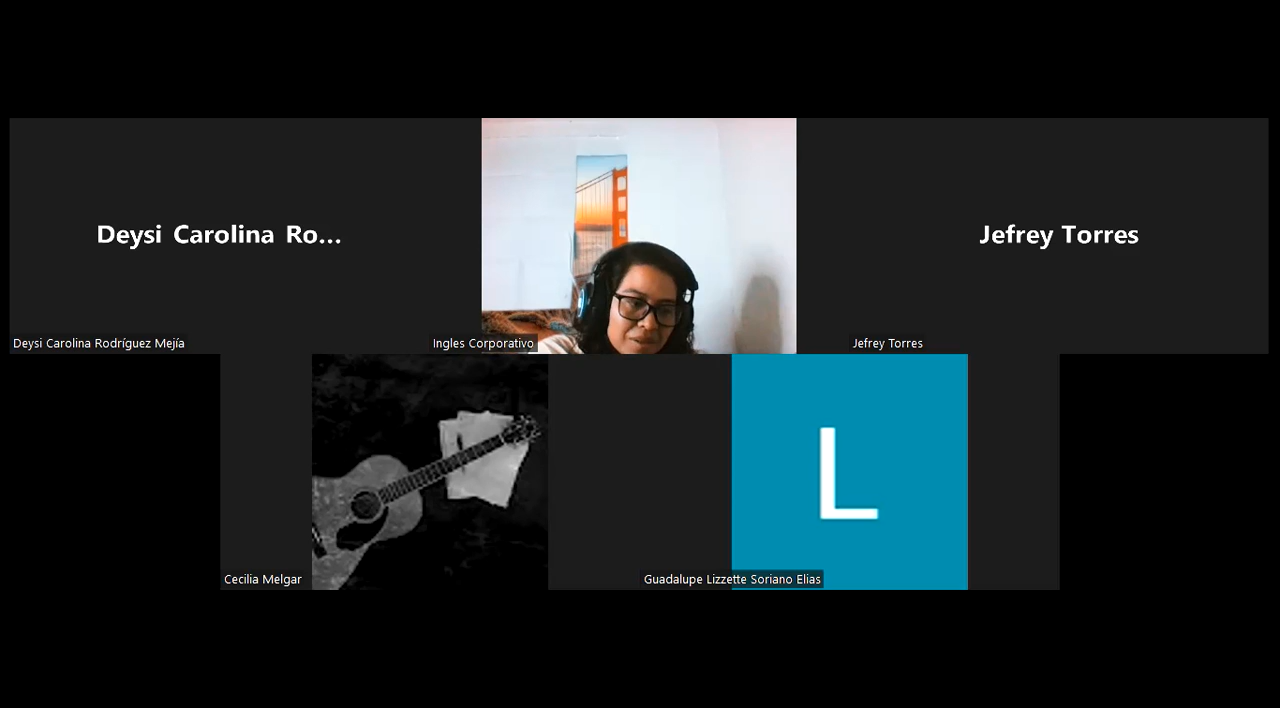 Deysi Carolina Ro...
Jefrey Torres
Deysi Carolina Rodríguez Mejía
Ingles Corporativo
Jefrey Torres
L
Cecilia Melgar
Guadalupe Lizzette Soriano Elias